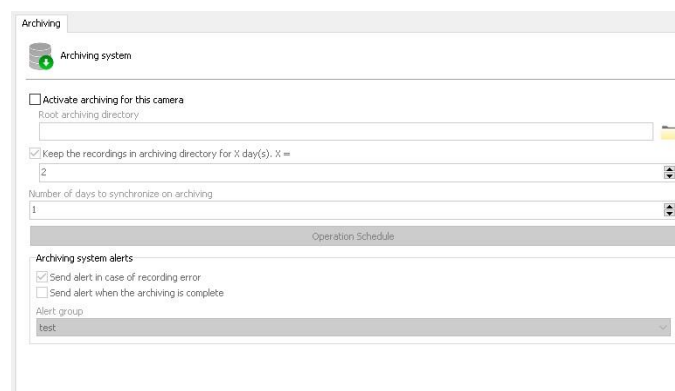 Archiving
Archiving system
Activate archiving for this camera
Root archiving directory
Keep the recordings in archiving directory for X day(s). X =
2
Number of days to synchronize on archiving
1
Operation Schedule
Archiving system alerts
Send alert in case of recording error
Send alert when the archiving is complete
Alert group
test